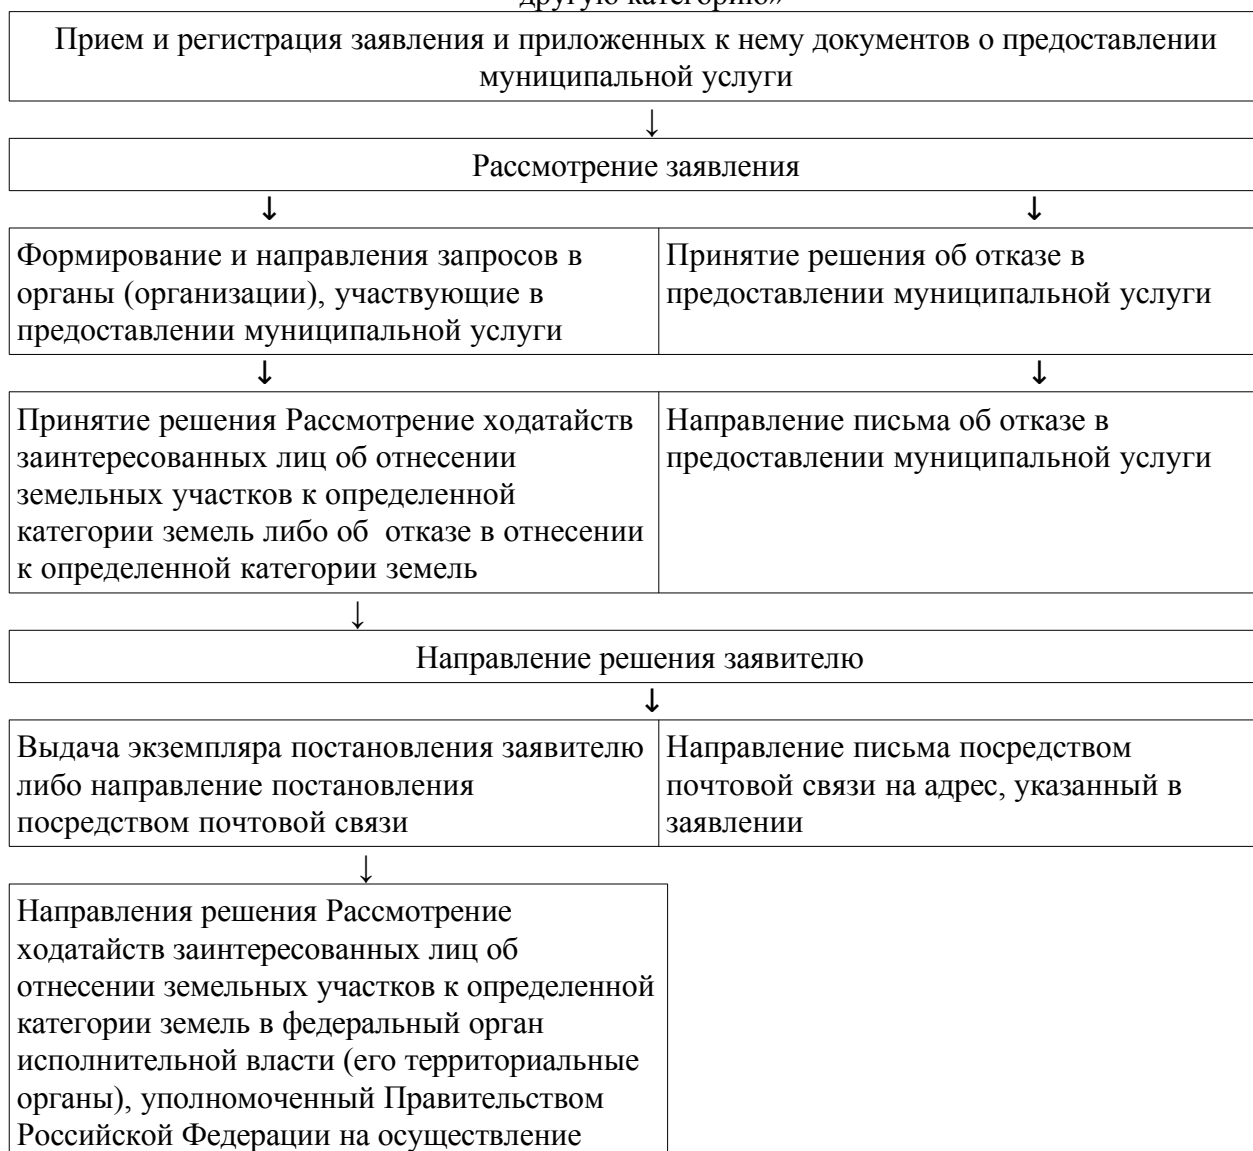 другую категорию»
Прием и регистрация заявления и приложенных к нему документов о предоставлении
муниципальной услуги
↓
Рассмотрение заявления
↓ ↓
Формирование и направления запросов в
органы (организации), участвующие в
предоставлении муниципальной услуги
Принятие решения об отказе в
предоставлении муниципальной услуги
↓ ↓
Принятие решения Рассмотрение ходатайств
заинтересованных лиц об отнесении
земельных участков к определенной
категории земель либо об  отказе в отнесении
к определенной категории земель
Направление письма об отказе в
предоставлении муниципальной услуги
↓
Направление решения заявителю
↓
Выдача экземпляра постановления заявителю
либо направление постановления
посредством почтовой связи
Направление письма посредством
почтовой связи на адрес, указанный в
заявлении
↓
Направления решения Рассмотрение
ходатайств заинтересованных лиц об
отнесении земельных участков к определенной
категории земель в федеральный орган
исполнительной власти (его территориальные
органы), уполномоченный Правительством
Российской Федерации на осуществление